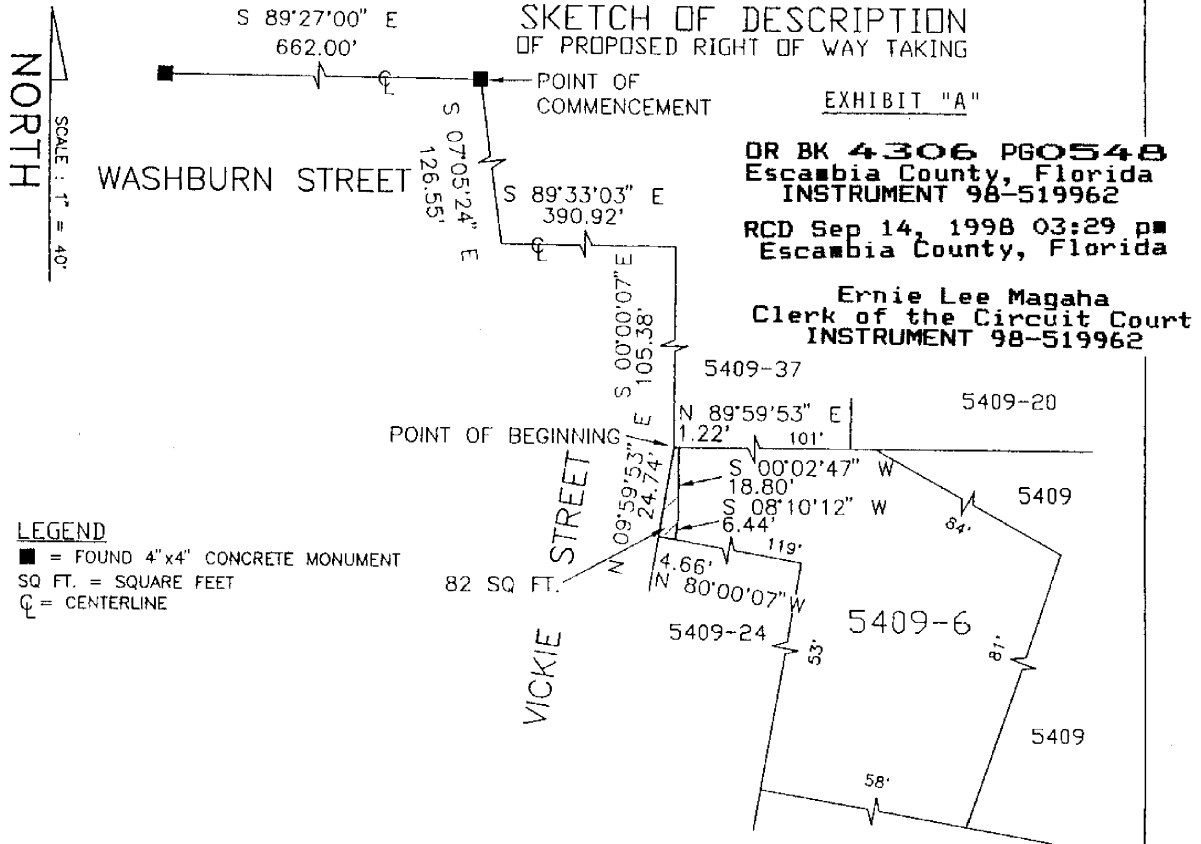 SKETCH OF DESCRIPTION
OF PROPOSED RIGHT OF WAY TAKING
EXHIBIT "A"
OR BK 4306 PG0548
Escambia County, Florida
INSTRUMENT 98-519962
RCD Sep 14, 1998 03:29 pm
Escambia County, Florida
Ernie Lee Magaha
Clerk of the Circuit Court
INSTRUMENT 98-519962
NORTH
SCALE : 1" = 40'
S 89°27'00" E
662.00'
POINT OF
COMMENCEMENT
WASHBURN STREET
S 07°05'24" E
126.55'
S 89°33'03" E
390.92'
S 00°00'07" E
105.38'
5409-37
5409-20
N 89°59'53" E
1.22'
101'
POINT OF BEGINNING
S 00°02'47" W
18.80'
S 08°10'12" W
6.44'
N 09°59'53" E
24.74'
5409
84'
119'
4.66'
N 80°00'07" W
82 SQ FT.
VICKIE STREET
5409-24
5409-6
53'
81'
5409
58'
LEGEND
■ = FOUND 4"x4" CONCRETE MONUMENT
SQ FT. = SQUARE FEET
℄ = CENTERLINE
℄
℄